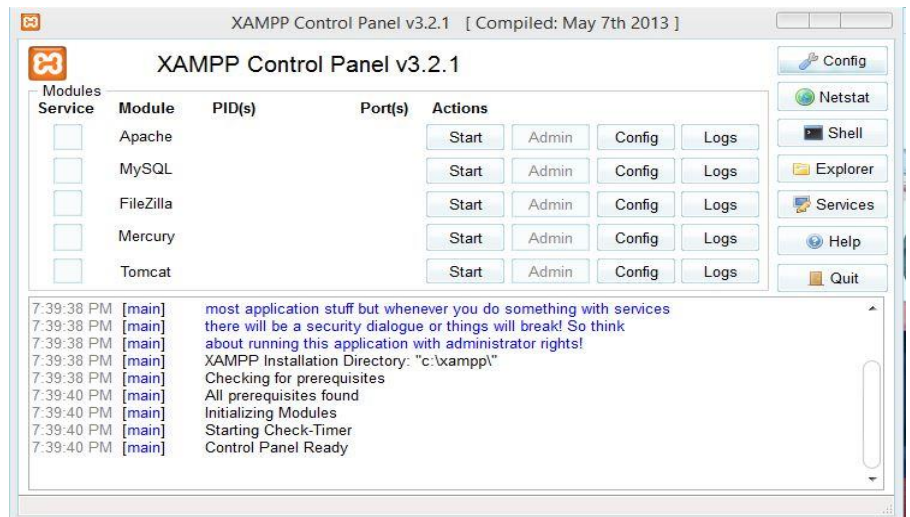 XAMPP Control Panel v3.2.1 [ Compiled: May 7th 2013 ]
XAMPP Control Panel v3.2.1
Config
Modules
Service Module PID(s) Port(s) Actions
Netstat
Apache Start Admin Config Logs
Shell
MySQL Start Admin Config Logs
Explorer
FileZilla Start Admin Config Logs
Services
Mercury Start Admin Config Logs
Help
Tomcat Start Admin Config Logs
Quit
7:39:38 PM [main] most application stuff but whenever you do something with services
7:39:38 PM [main] there will be a security dialogue or things will break! So think
7:39:38 PM [main] about running this application with administrator rights!
7:39:38 PM [main] XAMPP Installation Directory: "c:\xampp\"
7:39:38 PM [main] Checking for prerequisites
7:39:40 PM [main] All prerequisites found
7:39:40 PM [main] Initializing Modules
7:39:40 PM [main] Starting Check-Timer
7:39:40 PM [main] Control Panel Ready